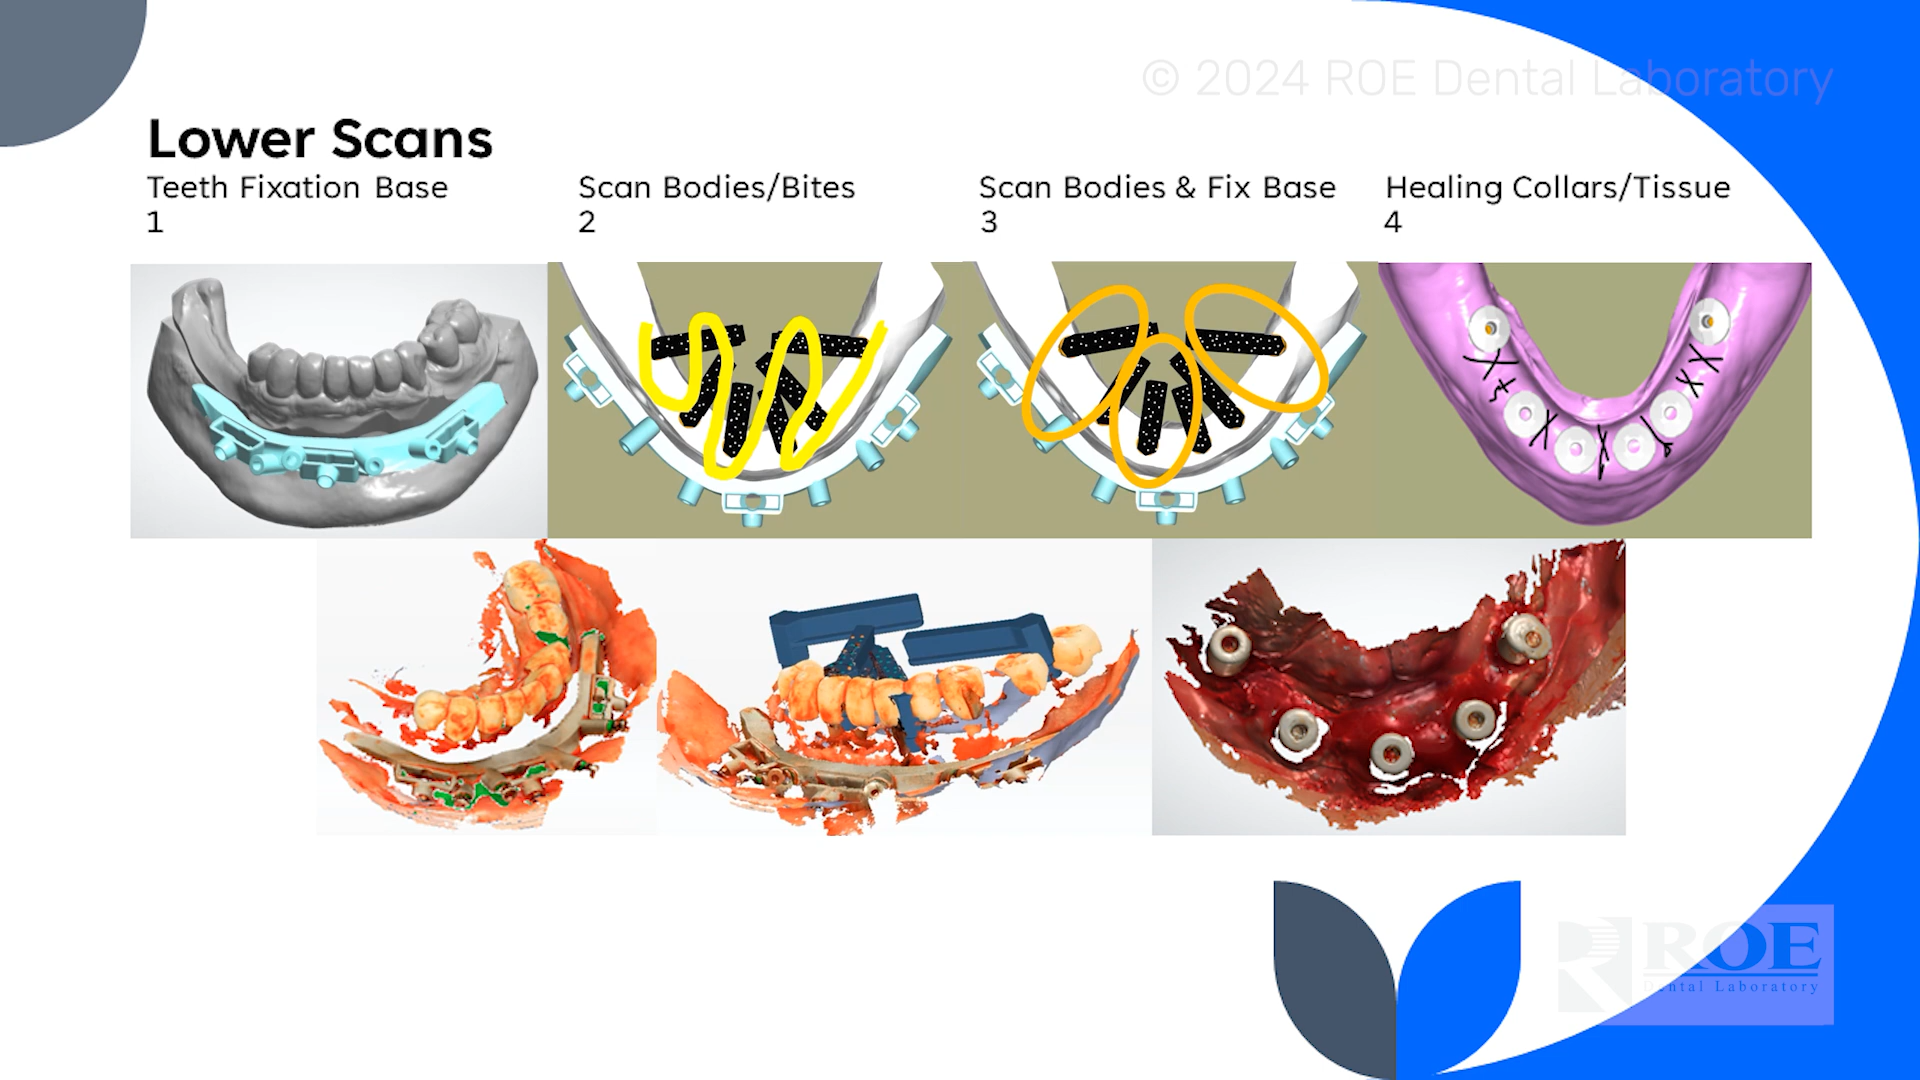 © 2024 ROE Dental Laboratory
Lower Scans
Teeth Fixation Base
1
Scan Bodies/Bites
2
Scan Bodies & Fix Base
3
Healing Collars/Tissue
4
ROE
Dental Laboratory